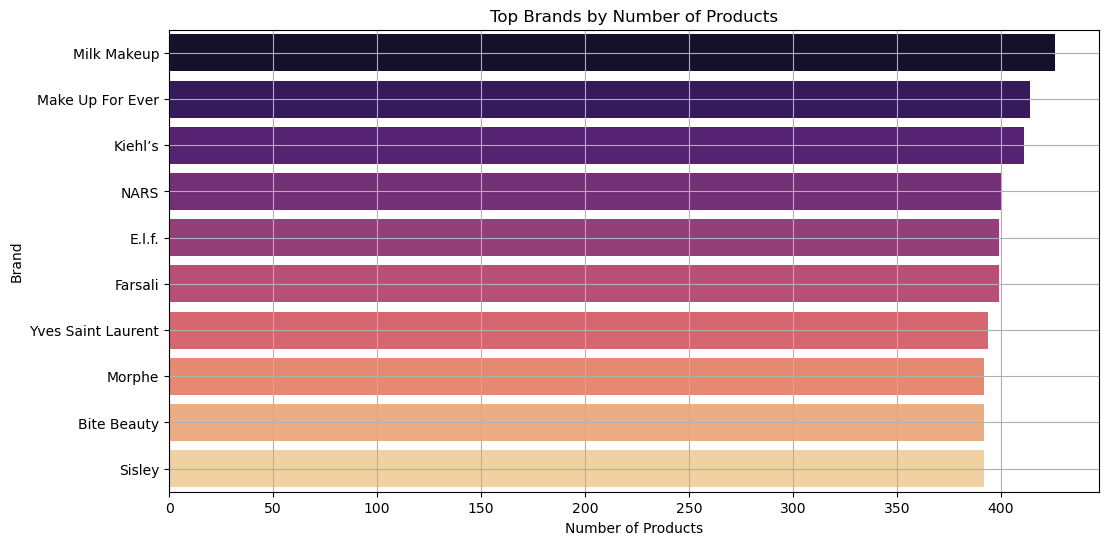 Top Brands by Number of Products
Brand
Milk Makeup
Make Up For Ever
Kiehl’s
NARS
E.l.f.
Farsali
Yves Saint Laurent
Morphe
Bite Beauty
Sisley
0 50 100 150 200 250 300 350 400
Number of Products